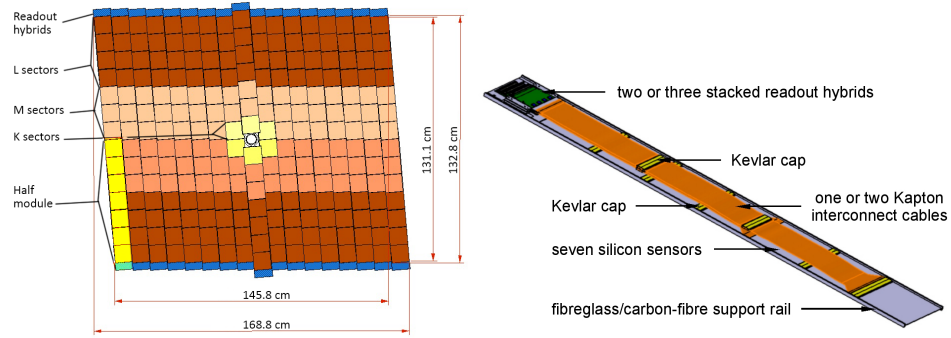 Readout
hybrids
L sectors
M sectors
K sectors
Half
module
131.1 cm
132.8 cm
145.8 cm
168.8 cm
two or three stacked readout hybrids
Kevlar cap
one or two Kapton
interconnect cables
Kevlar cap
seven silicon sensors
fibreglass/carbon-fibre support rail